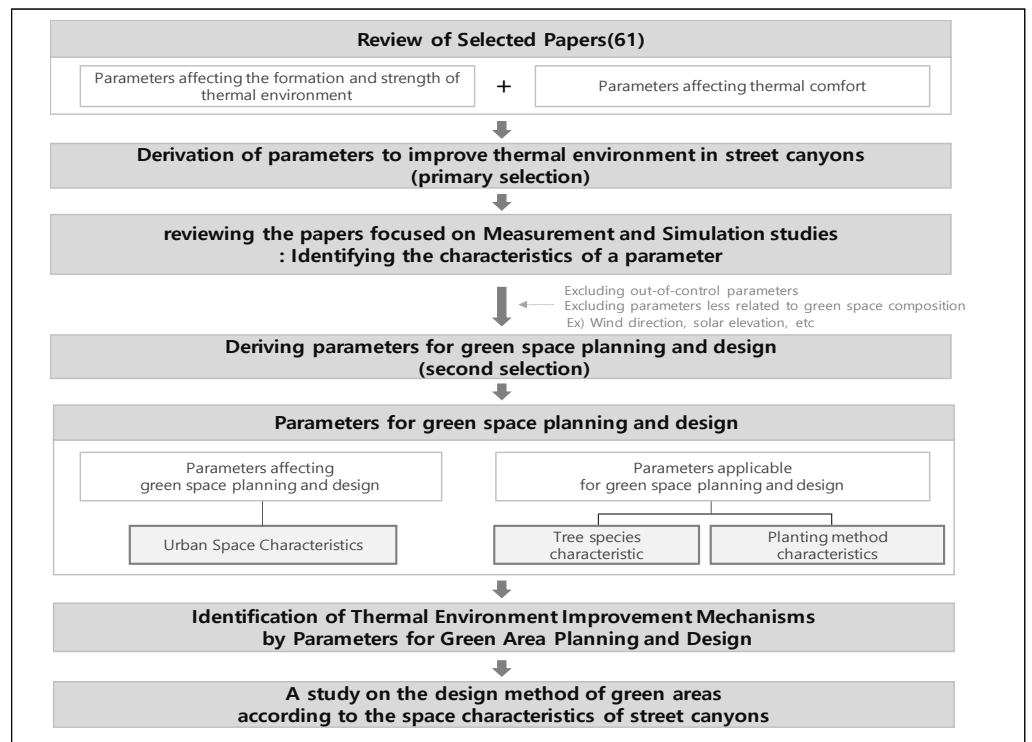 Review of Selected Papers(61)
Parameters affecting the formation and strength of
thermal environment
+
Parameters affecting thermal comfort
Derivation of parameters to improve thermal environment in street canyons
(primary selection)
reviewing the papers focused on Measurement and Simulation studies
: Identifying the characteristics of a parameter
Excluding out-of-control parameters
Excluding parameters less related to green space composition
Ex) Wind direction, solar elevation, etc
Deriving parameters for green space planning and design
(second selection)
Parameters for green space planning and design
Parameters affecting
green space planning and design
Urban Space Characteristics
Parameters applicable
for green space planning and design
Tree species
characteristic
Planting method
characteristics
Identification of Thermal Environment Improvement Mechanisms
by Parameters for Green Area Planning and Design
A study on the design method of green areas
according to the space characteristics of street canyons